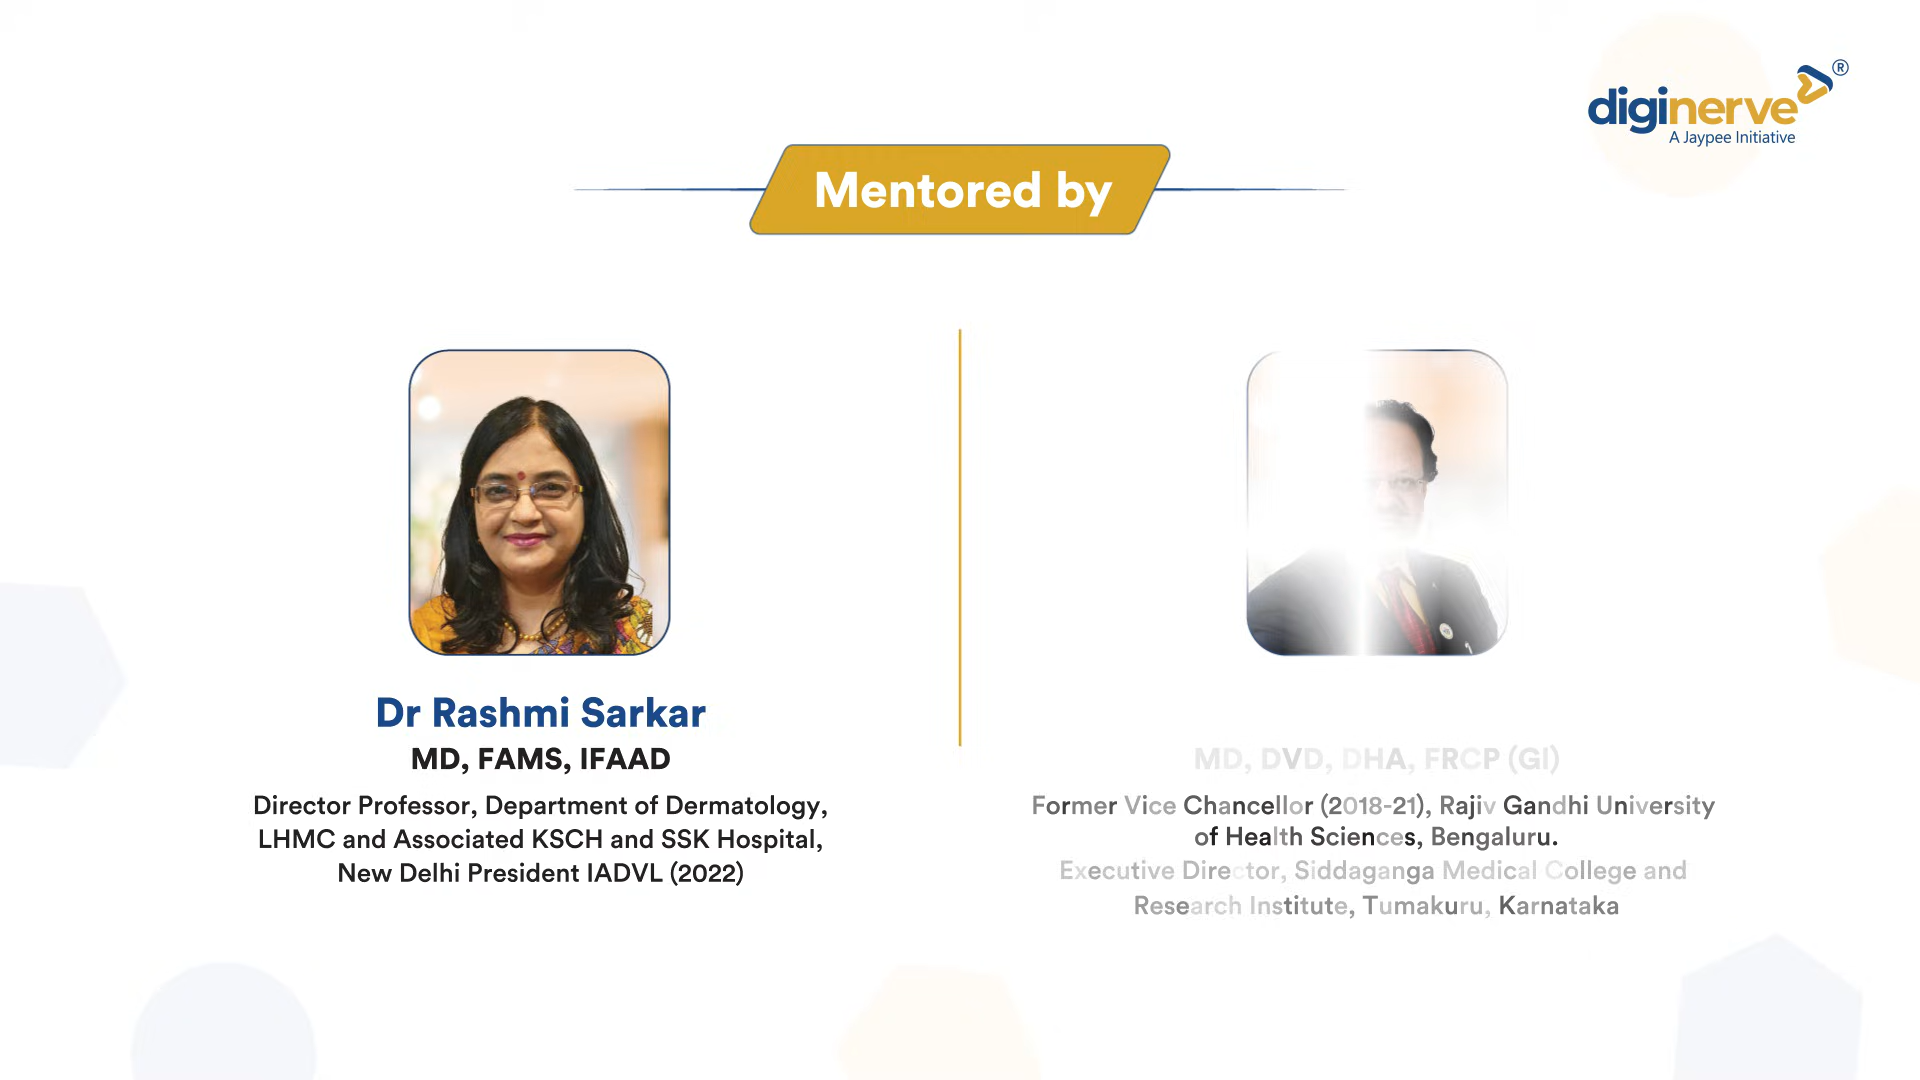 diginerve®
A Jaypee Initiative
Mentored by
Dr Rashmi Sarkar
MD, FAMS, IFAAD
Director Professor, Department of Dermatology,
LHMC and Associated KSCH and SSK Hospital,
New Delhi President IADVL (2022)
MD, DVD, DHA, FRCP (GI)
Former Vice Chancellor (2018-21), Rajiv Gandhi University
of Health Sciences, Bengaluru.
Executive Director, Siddaganga Medical College and
Research Institute, Tumakuru, Karnataka